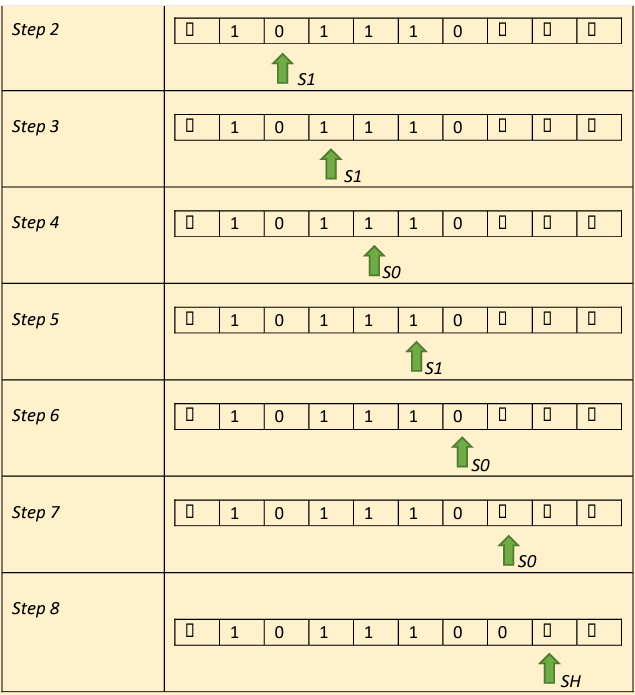 Step 2
▯ 1 0 1 1 1 0 ▯ ▯ ▯
S1
Step 3
▯ 1 0 1 1 1 0 ▯ ▯ ▯
S1
Step 4
▯ 1 0 1 1 1 0 ▯ ▯ ▯
S0
Step 5
▯ 1 0 1 1 1 0 ▯ ▯ ▯
S1
Step 6
▯ 1 0 1 1 1 0 ▯ ▯ ▯
S0
Step 7
▯ 1 0 1 1 1 0 ▯ ▯ ▯
S0
Step 8
▯ 1 0 1 1 1 0 0 ▯ ▯
SH